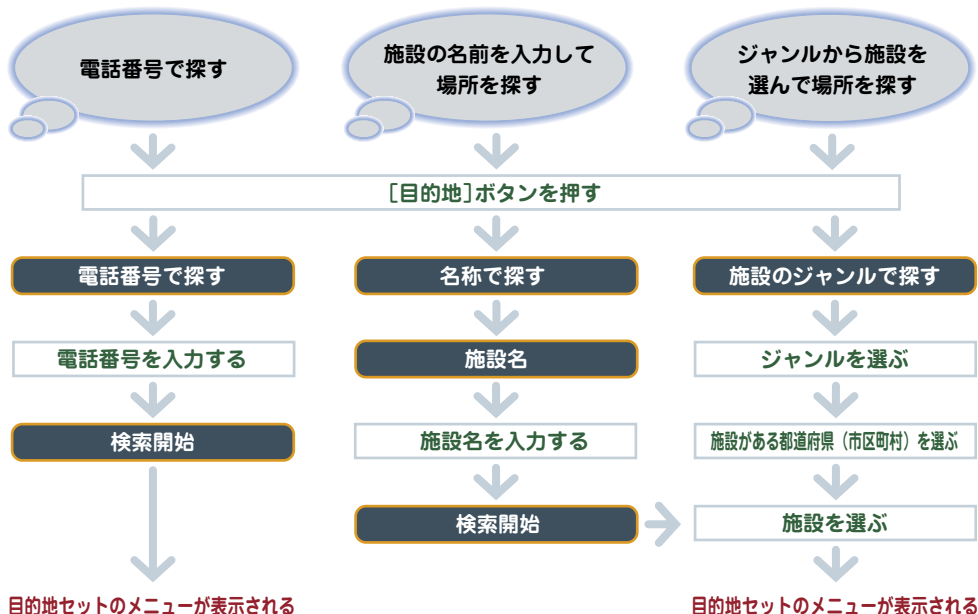 電話番号で探す
施設の名前を入力して
場所を探す
ジャンルから施設を
選んで場所を探す
[目的地]ボタンを押す
電話番号で探す
名称で探す
施設のジャンルで探す
電話番号を入力する
施設名
ジャンルを選ぶ
検索開始
施設名を入力する
施設がある都道府県（市区町村）を選ぶ
検索開始
施設を選ぶ
目的地セットのメニューが表示される
目的地セットのメニューが表示される